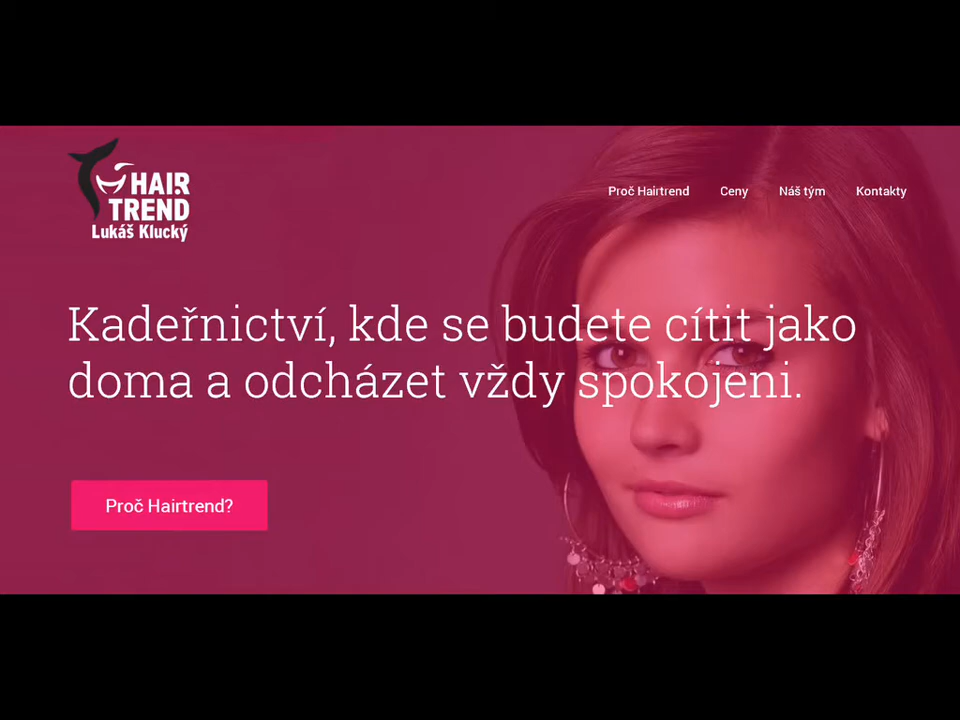 HAIR
TREND
Lukáš Klucký
Proč Hairtrend
Ceny
Náš tým
Kontakty
Kadeřnictví, kde se budete cítit jako
doma a odcházet vždy spokojeni.
Proč Hairtrend?